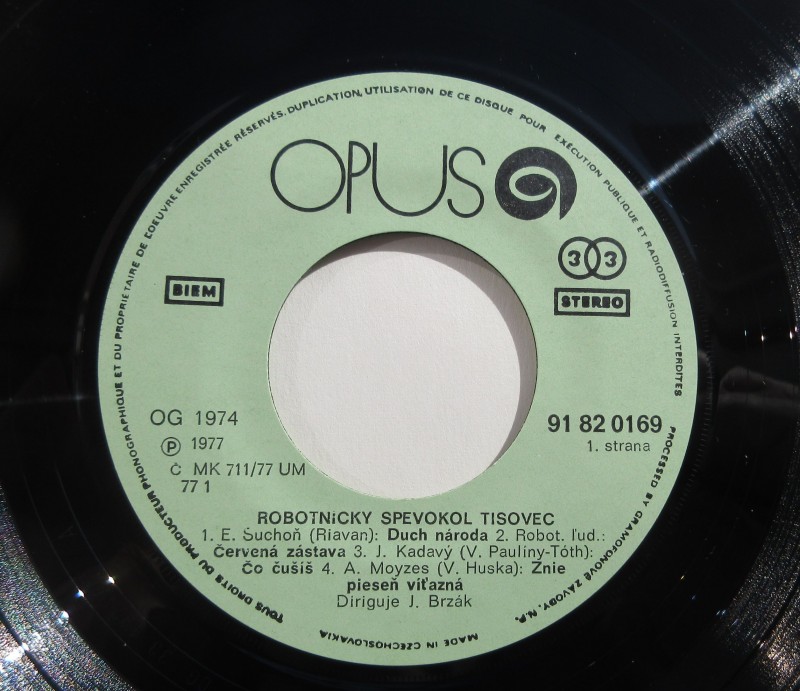 TOUS DROITS DU PRODUCTEUR PHONOGRAPHIQUE ET DU PROPRIÉTAIRE DE L'OEUVRE ENREGISTRÉE RÉSERVÉS. DUPLICATION, UTILISATION DE CE DISQUE POUR EXÉCUTION PUBLIQUE ET RADIODIFFUSION INTERDITES
OPUS
33
BIEM
STEREO
OG 1974
91 82 0169
Ⓟ 1977
1. strana
Č MK 711/77 UM
77 1
ROBOTNíCKY SPEVOKOL TISOVEC
1. E. Suchoň (Riavan): Duch národa 2. Robot. ľud.:
Červená zástava 3. J. Kadavý (V. Paulíny-Tóth):
Čo čušíš 4. A. Moyzes (V. Huska): Znie
pieseň víťazná
Diriguje J. Brzák
PROCESSED BY GRAMOFONOVÉ ZÁVODY, N.P.
MADE IN CZECHOSLOVAKIA